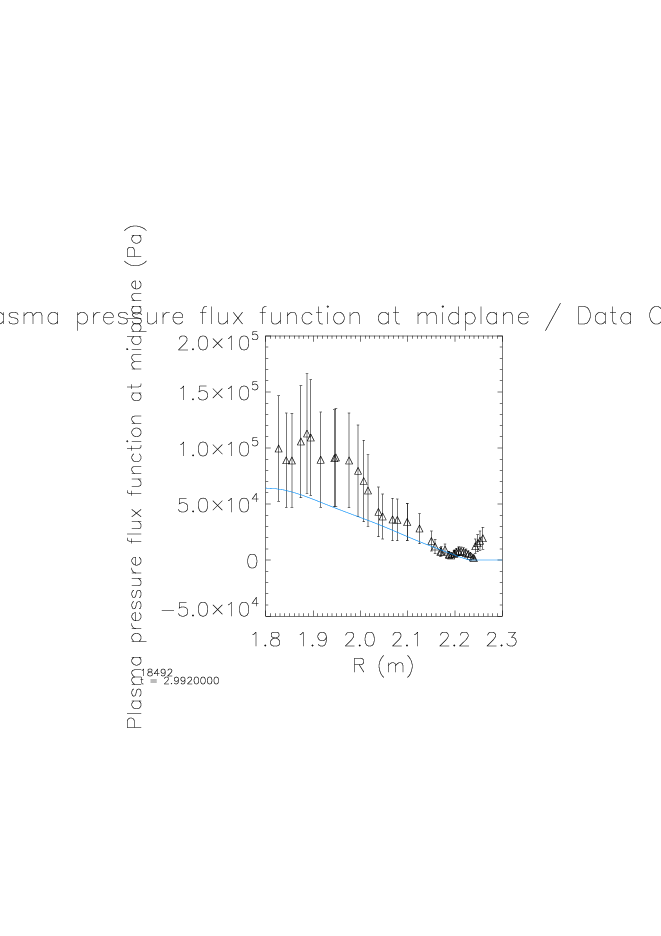 Plasma pressure flux function at midplane (Pa)
pressure flux function at midplane / Data
2.0×10^5
1.5×10^5
1.0×10^5
5.0×10^4
0
−5.0×10^4
1.8 1.9 2.0 2.1 2.2 2.3
R (m)
18492
t = 2.9920000